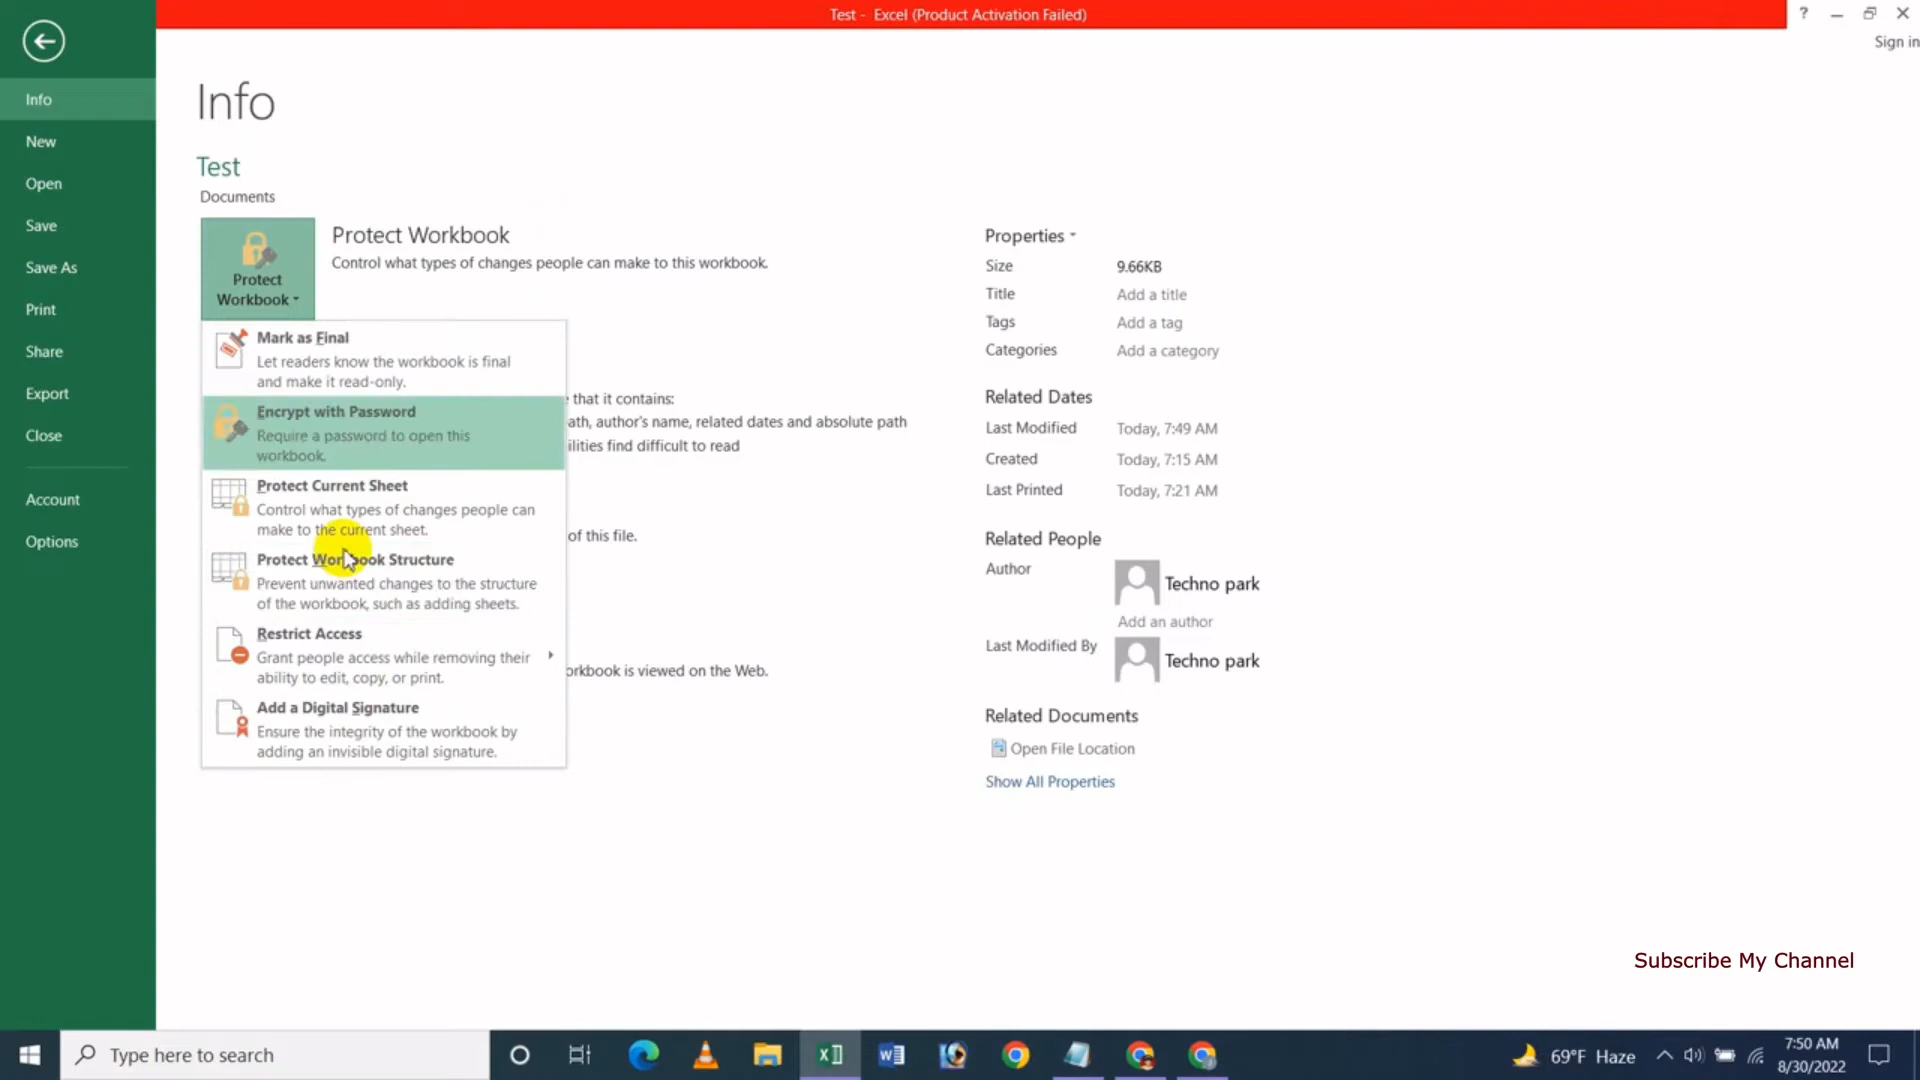 Test - Excel (Product Activation Failed)
?
Sign in
Info
New
Open
Save
Save As
Print
Share
Export
Close
Account
Options
Info
Test
Documents
Protect
Workbook
Protect Workbook
Control what types of changes people can make to this workbook.
Mark as Final
Let readers know the workbook is final
and make it read-only.
Encrypt with Password
Require a password to open this
workbook.
Protect Current Sheet
Control what types of changes people can
make to the current sheet.
Protect Workbook Structure
Prevent unwanted changes to the structure
of the workbook, such as adding sheets.
Restrict Access
Grant people access while removing their
ability to edit, copy, or print.
Add a Digital Signature
Ensure the integrity of the workbook by
adding an invisible digital signature.
that it contains:
ath, author's name, related dates and absolute path
ilities find difficult to read
of this file.
orkbook is viewed on the Web.
Properties
Size 9.66KB
Title Add a title
Tags Add a tag
Categories Add a category
Related Dates
Last Modified Today, 7:49 AM
Created Today, 7:15 AM
Last Printed Today, 7:21 AM
Related People
Author Techno park
Add an author
Last Modified By Techno park
Related Documents
Open File Location
Show All Properties
Subscribe My Channel
Type here to search
69°F Haze
7:50 AM
8/30/2022